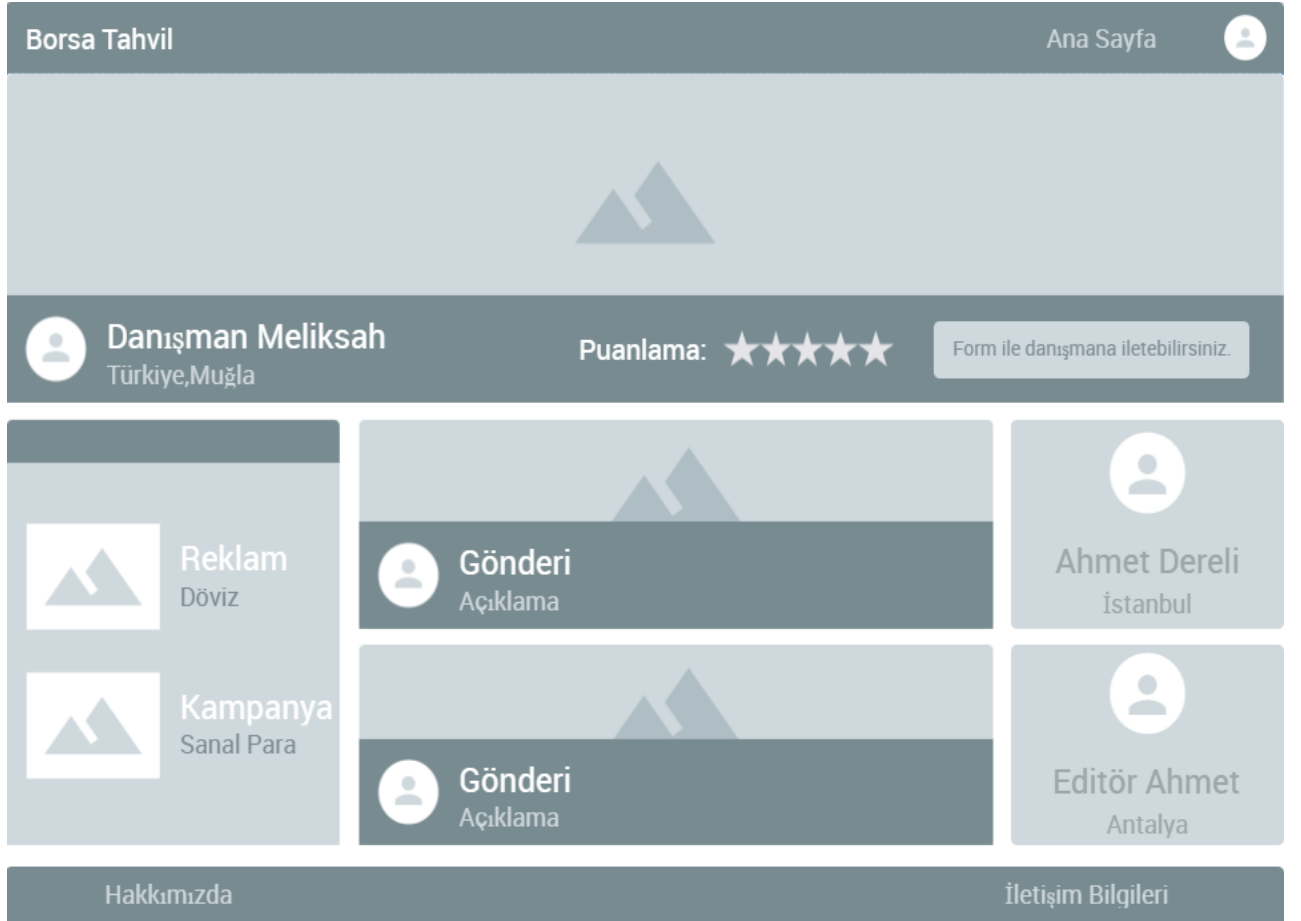 Borsa Tahvil
Ana Sayfa
Danışman Meliksah
Türkiye,Muğla
Puanlama:
Form ile danışmana iletebilirsiniz.
Reklam
Döviz
Kampanya
Sanal Para
Gönderi
Açıklama
Gönderi
Açıklama
Ahmet Dereli
İstanbul
Editör Ahmet
Antalya
Hakkımızda
İletişim Bilgileri